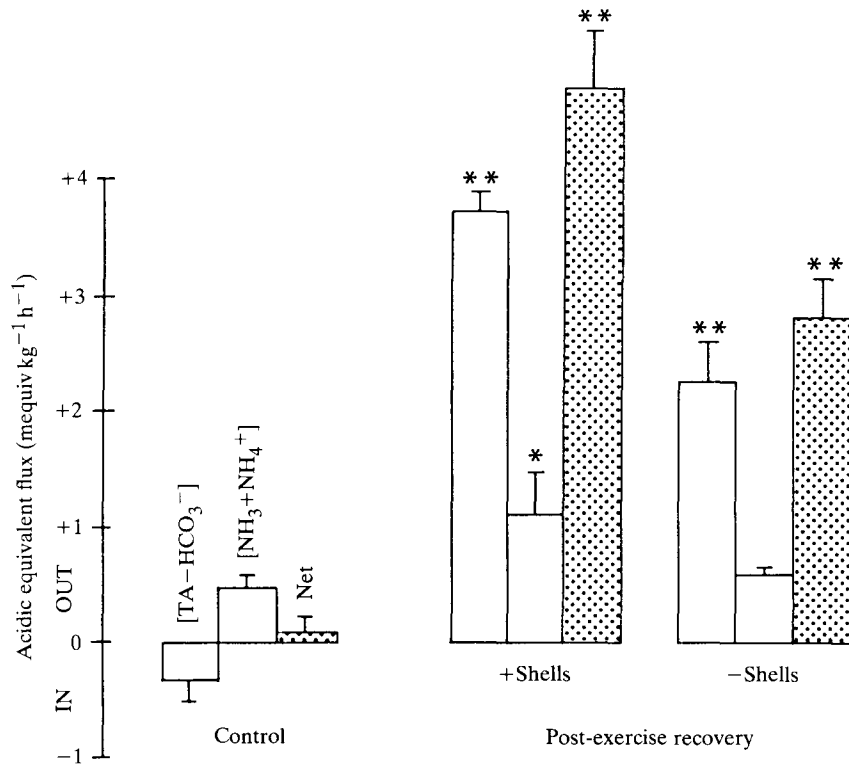 Acidic equivalent flux (mequiv kg⁻¹ h⁻¹)
IN OUT
+4
+3
+2
+1
0
−1
[TA−HCO₃⁻]
[NH₃+NH₄⁺]
Net
Control
**
*
**
+Shells
**
**
−Shells
Post-exercise recovery